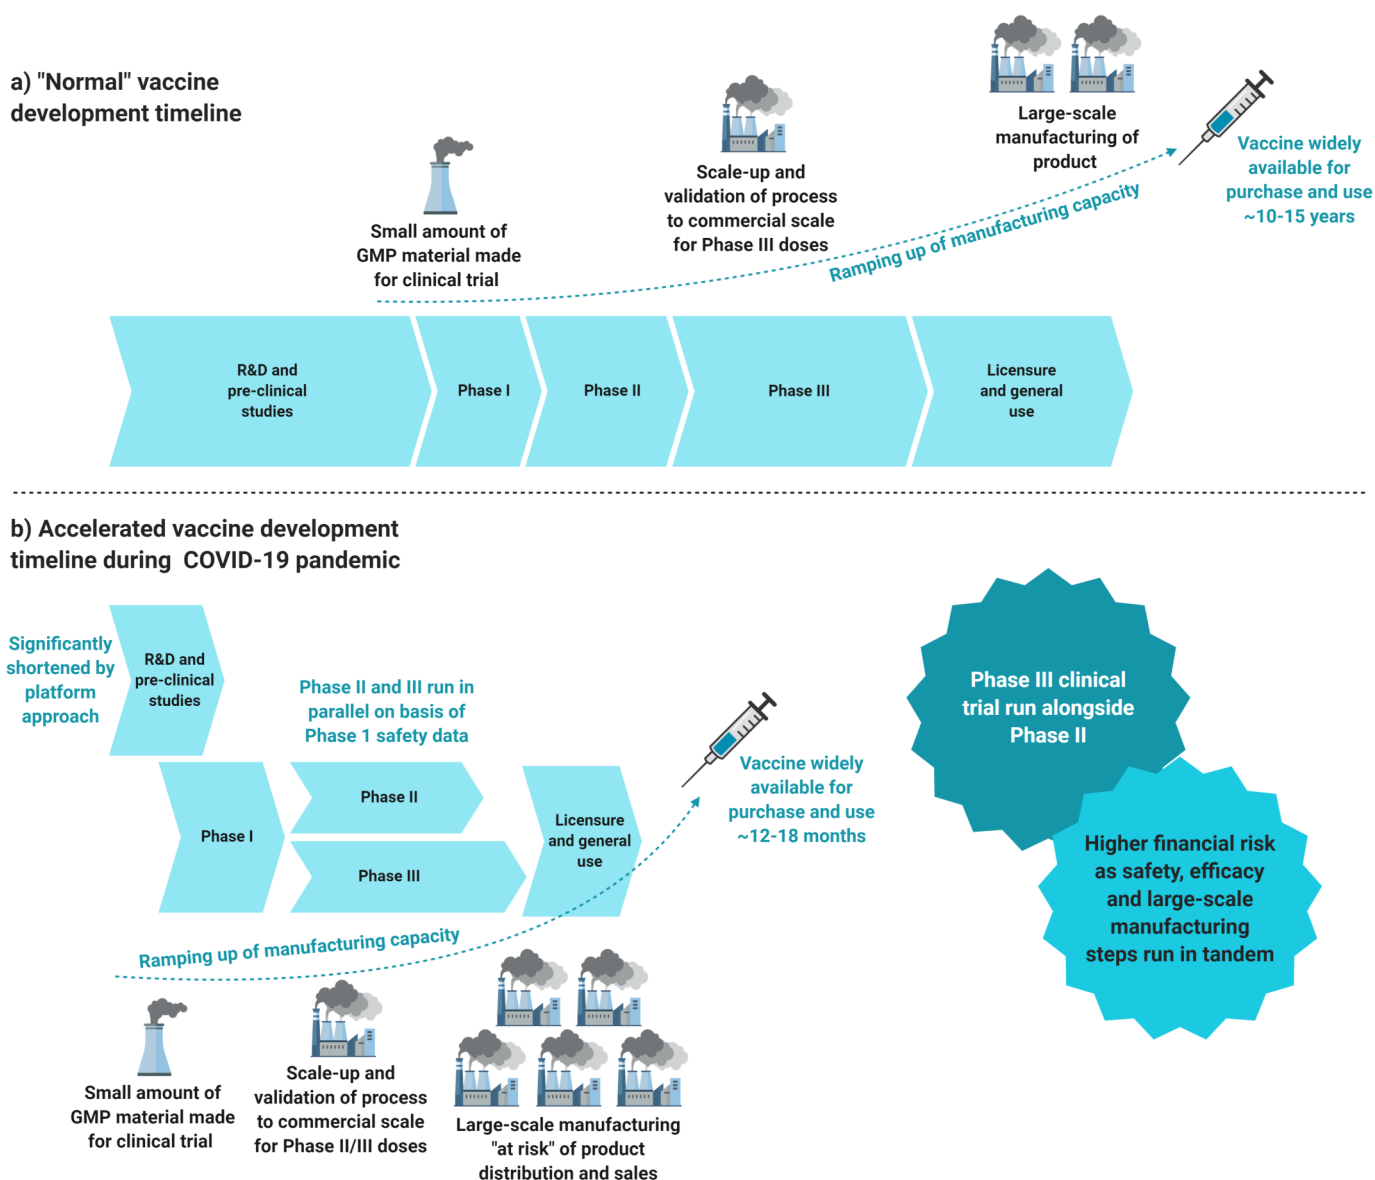 a) "Normal" vaccine
development timeline
Small amount of
GMP material made
for clinical trial
Scale-up and
validation of process
to commercial scale
for Phase III doses
Large-scale
manufacturing of
product
Vaccine widely
available for
purchase and use
~10-15 years
Ramping up of manufacturing capacity
R&D and
pre-clinical
studies
Phase I
Phase II
Phase III
Licensure
and general
use
b) Accelerated vaccine development
timeline during COVID-19 pandemic
Significantly
shortened by
platform
approach
R&D and
pre-clinical
studies
Phase II and III run in
parallel on basis of
Phase 1 safety data
Phase I
Phase II
Phase III
Licensure
and general
use
Vaccine widely
available for
purchase and use
~12-18 months
Ramping up of manufacturing capacity
Small amount of
GMP material made
for clinical trial
Scale-up and
validation of process
to commercial scale
for Phase II/III doses
Large-scale manufacturing
"at risk" of product
distribution and sales
Phase III clinical
trial run alongside
Phase II
Higher financial risk
as safety, efficacy
and large-scale
manufacturing
steps run in tandem